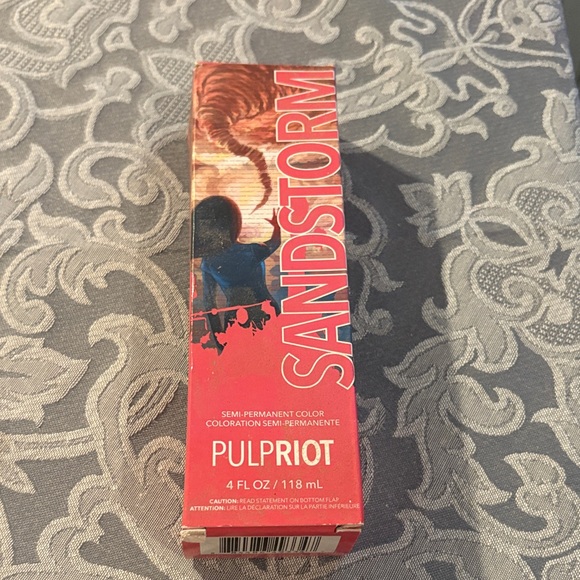 SANDSTORM
SEMI-PERMANENT COLOR
COLORATION SEMI-PERMANENTE
PULPRIOT
4 FL OZ / 118 mL
CAUTION: READ STATEMENT ON BOTTOM FLAP
ATTENTION: LIRE LA DÉCLARATION SUR LA PARTIE INFÉRIEURE